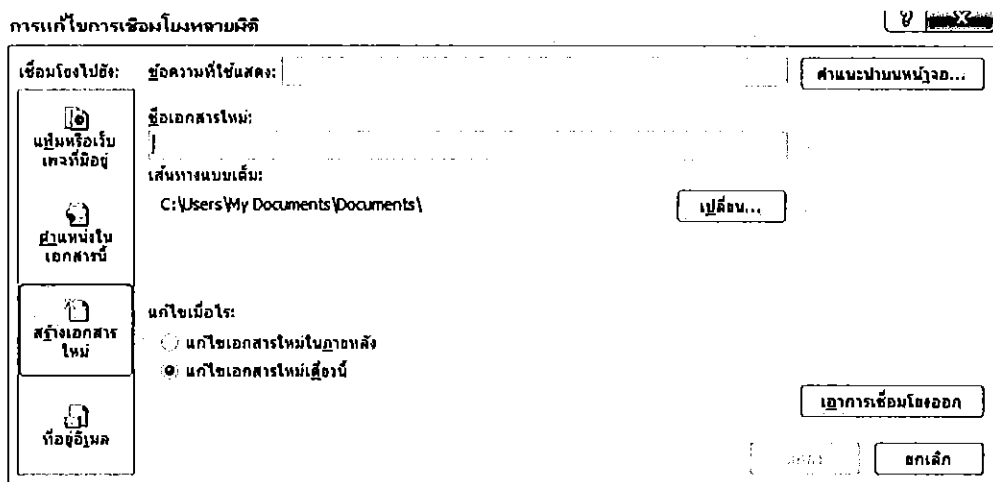 การแก้ไขการเชื่อมโยงหลายมิติ
เชื่อมโยงไปยัง:
ข้อความที่ใช้แสดง:
คำแนะนำบนหน้าจอ...
แฟ้มหรือเว็บ
เพจที่มีอยู่
ชื่อเอกสารใหม่:
เส้นทางแบบเต็ม:
C:\Users\My Documents\Documents\
เปลี่ยน...
ตำแหน่งใน
เอกสารนี้
สร้างเอกสาร
ใหม่
แก้ไขเมื่อไร:
แก้ไขเอกสารใหม่ในภายหลัง
แก้ไขเอกสารใหม่เดี๋ยวนี้
ที่อยู่อีเมล
เอาการเชื่อมโยงออก
ตกลง
ยกเลิก